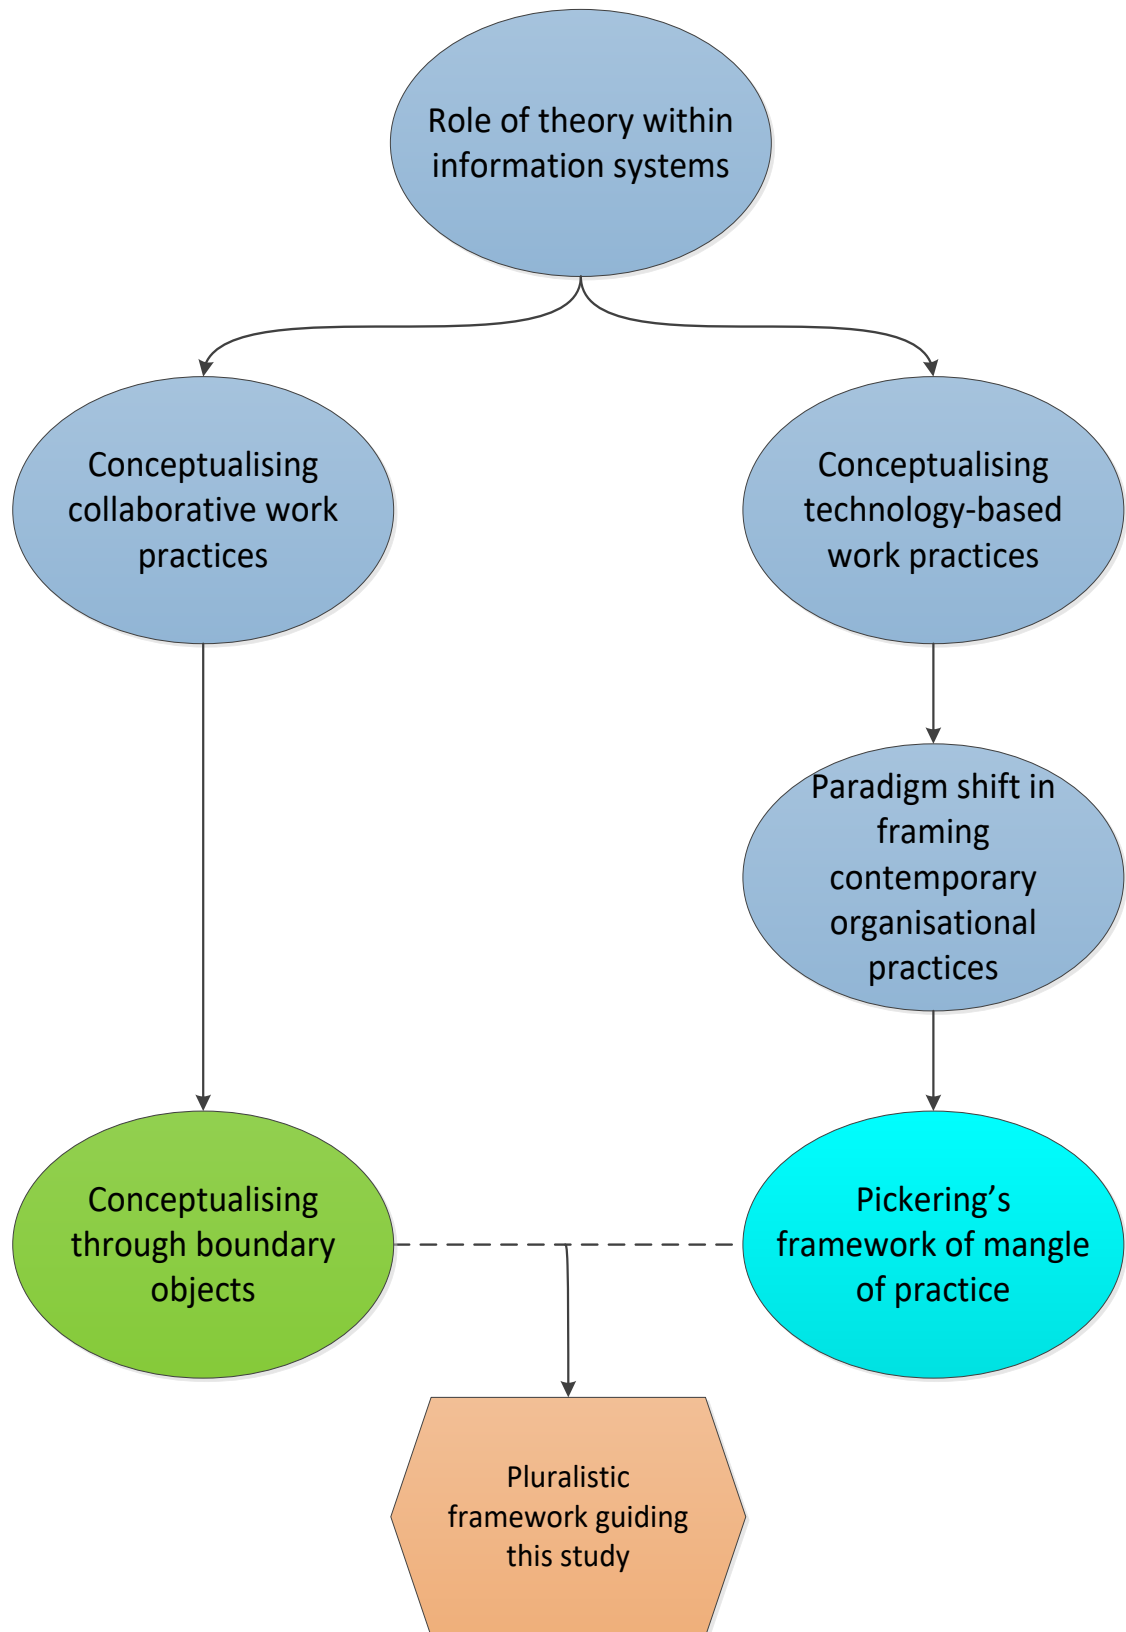 Role of theory within
information systems
Conceptualising
collaborative work
practices
Conceptualising
technology-based
work practices
Paradigm shift in
framing
contemporary
organisational
practices
Conceptualising
through boundary
objects
Pickering’s
framework of mangle
of practice
Pluralistic
framework guiding
this study